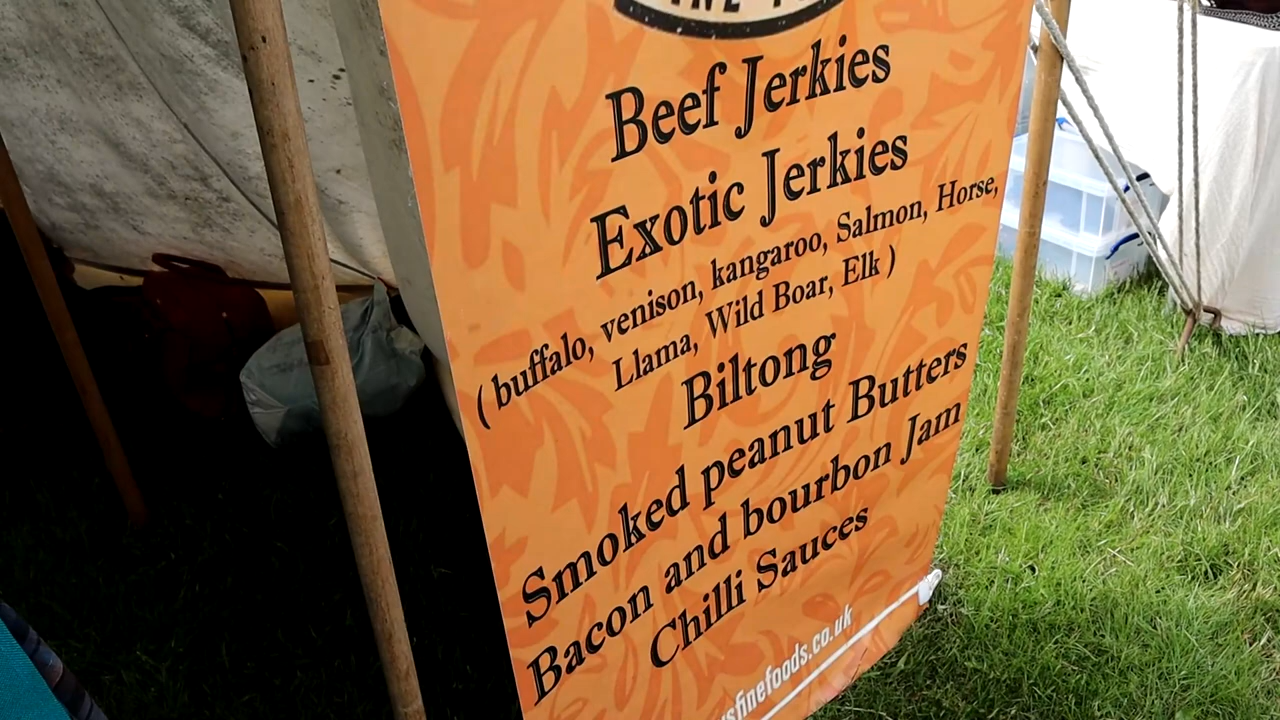 Beef Jerkies
Exotic Jerkies
( buffalo, venison, kangaroo, Salmon, Horse,
Llama, Wild Boar, Elk )
Biltong
Smoked peanut Butters
Bacon and bourbon Jam
Chilli Sauces
sfinefoods.co.uk